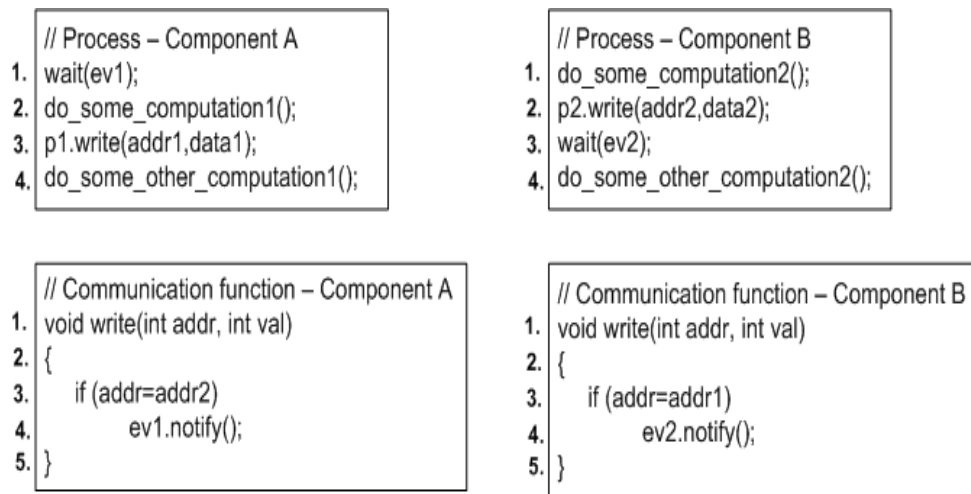 // Process – Component A
1. wait(ev1);
2. do_some_computation1();
3. p1.write(addr1,data1);
4. do_some_other_computation1();
// Process – Component B
1. do_some_computation2();
2. p2.write(addr2,data2);
3. wait(ev2);
4. do_some_other_computation2();
// Communication function – Component A
1. void write(int addr, int val)
2. {
3. if (addr=addr2)
4. ev1.notify();
5. }
// Communication function – Component B
1. void write(int addr, int val)
2. {
3. if (addr=addr1)
4. ev2.notify();
5. }